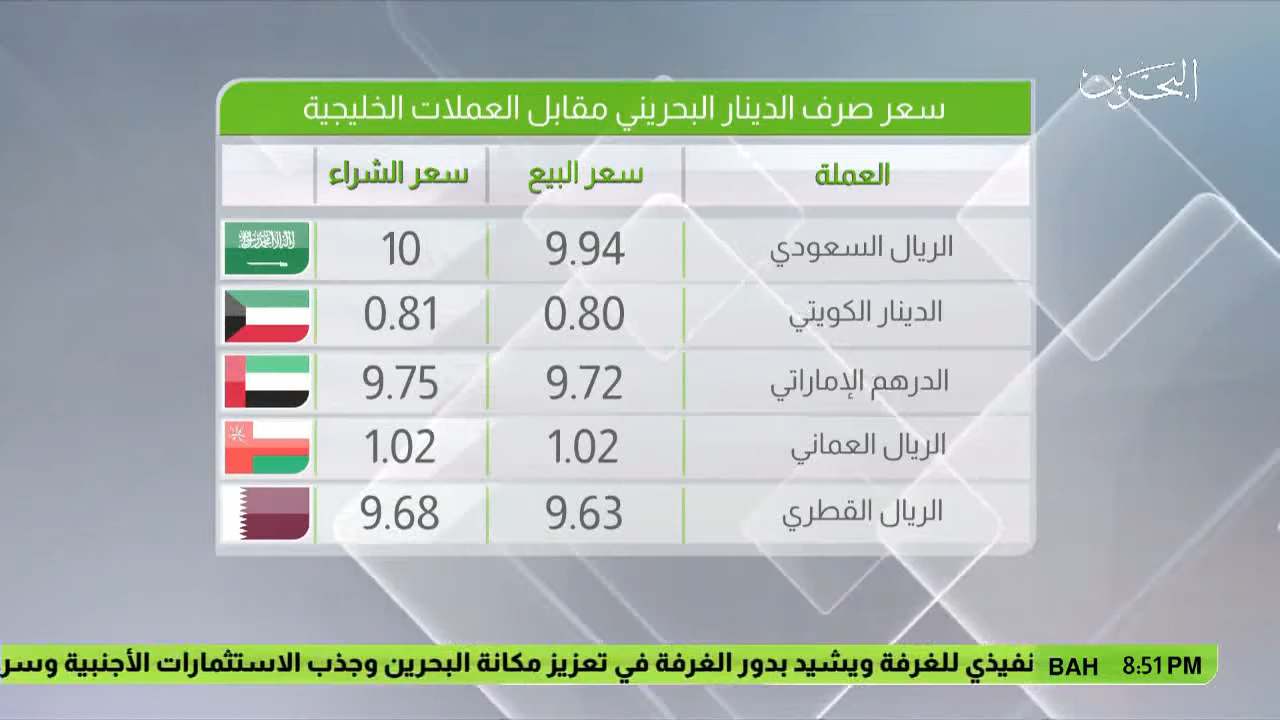 البحرين
سعر صرف الدينار البحريني مقابل العملات الخليجية
العملة سعر البيع سعر الشراء
الريال السعودي 9.94 10
الدينار الكويتي 0.80 0.81
الدرهم الإماراتي 9.72 9.75
الريال العماني 1.02 1.02
الريال القطري 9.63 9.68
BAH 8:51 PM
نفيذي للغرفة ويشيد بدور الغرفة في تعزيز مكانة البحرين وجذب الاستثمارات الأجنبية وسر